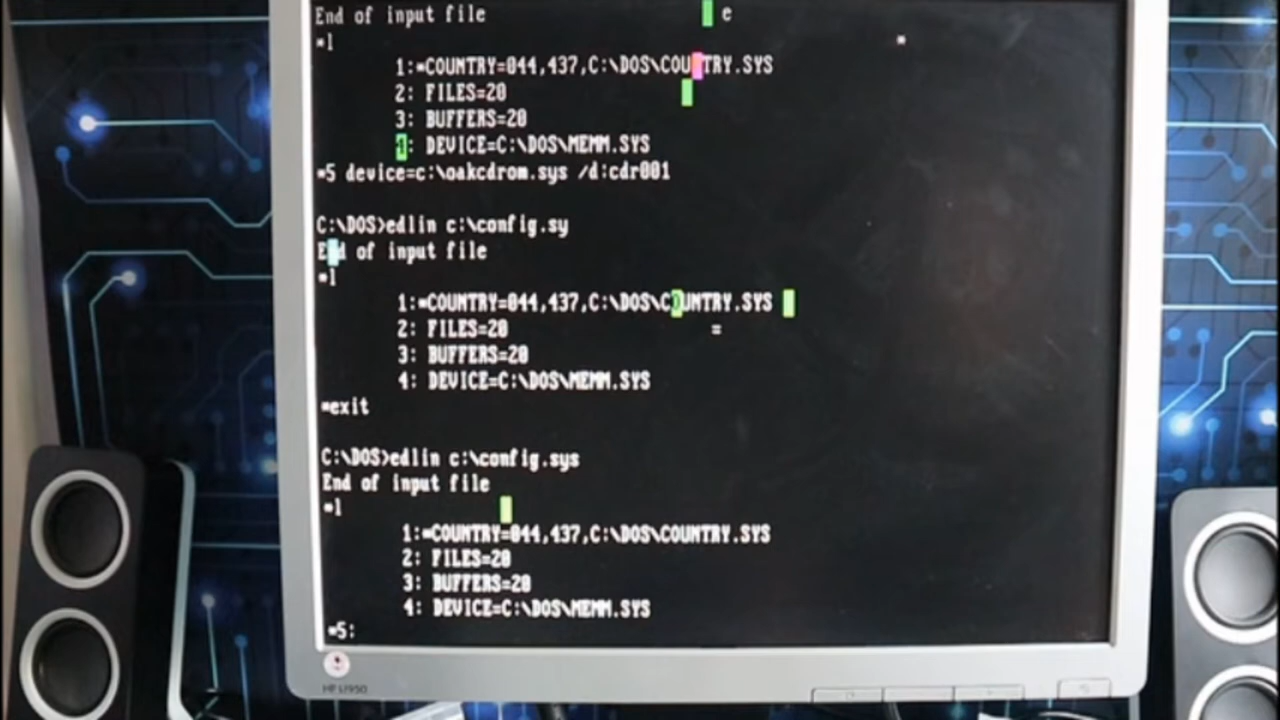 End of input file e
*l *
1:*COUNTRY=044,437,C:\DOS\COUNTRY.SYS
2: FILES=20
3: BUFFERS=20
4: DEVICE=C:\DOS\MEMM.SYS
*5 device=c:\oakcdrom.sys /d:cdr001
C:\DOS>edlin c:\config.sy
End of input file
*l
1:*COUNTRY=044,437,C:\DOS\COUNTRY.SYS
2: FILES=20 =
3: BUFFERS=20
4: DEVICE=C:\DOS\MEMM.SYS
*exit
C:\DOS>edlin c:\config.sys
End of input file
*l
1:*COUNTRY=044,437,C:\DOS\COUNTRY.SYS
2: FILES=20
3: BUFFERS=20
4: DEVICE=C:\DOS\MEMM.SYS
*5:
HP L1950